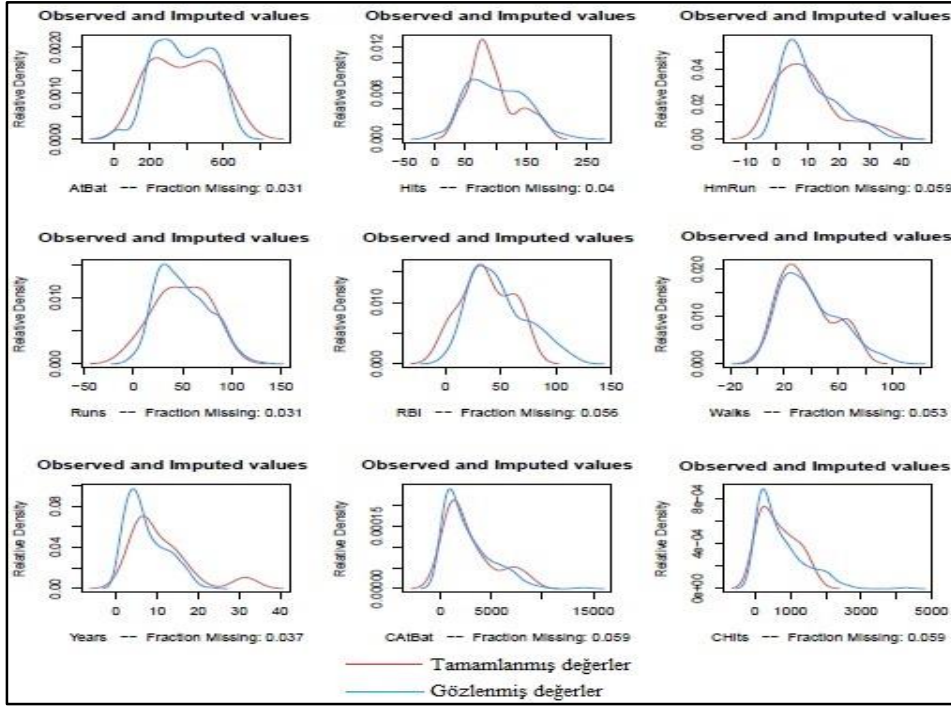 Observed and Imputed values
Relative Density
0.0000 0.0010 0.0020
0 200 600
AtBat -- Fraction Missing: 0.031
Observed and Imputed values
Relative Density
0.000 0.006 0.012
-50 0 50 150 250
Hits -- Fraction Missing: 0.04
Observed and Imputed values
Relative Density
0.00 0.02 0.04
-10 0 10 20 30 40
HmRun -- Fraction Missing: 0.059
Observed and Imputed values
Relative Density
0.000 0.010
-50 0 50 100 150
Runs -- Fraction Missing: 0.031
Observed and Imputed values
Relative Density
0.000 0.010
0 50 100 150
RBI -- Fraction Missing: 0.056
Observed and Imputed values
Relative Density
0.000 0.010 0.020
-20 20 60 100
Walks -- Fraction Missing: 0.053
Observed and Imputed values
Relative Density
0.00 0.04 0.08
0 10 20 30 40
Years -- Fraction Missing: 0.037
Observed and Imputed values
Relative Density
0.00000 0.00015
0 5000 15000
CAtBat -- Fraction Missing: 0.059
Observed and Imputed values
Relative Density
0e+00 4e-04 8e-04
0 1000 3000 5000
CHits -- Fraction Missing: 0.059
Tamamlanmış değerler
Gözlenmiş değerler